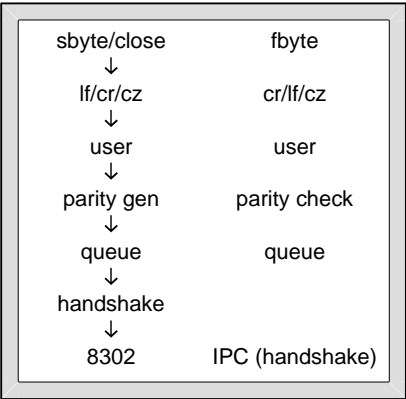 sbyte/close fbyte
↓
lf/cr/cz cr/lf/cz
↓
user user
↓
parity gen parity check
↓
queue queue
↓
handshake
↓
8302 IPC (handshake)